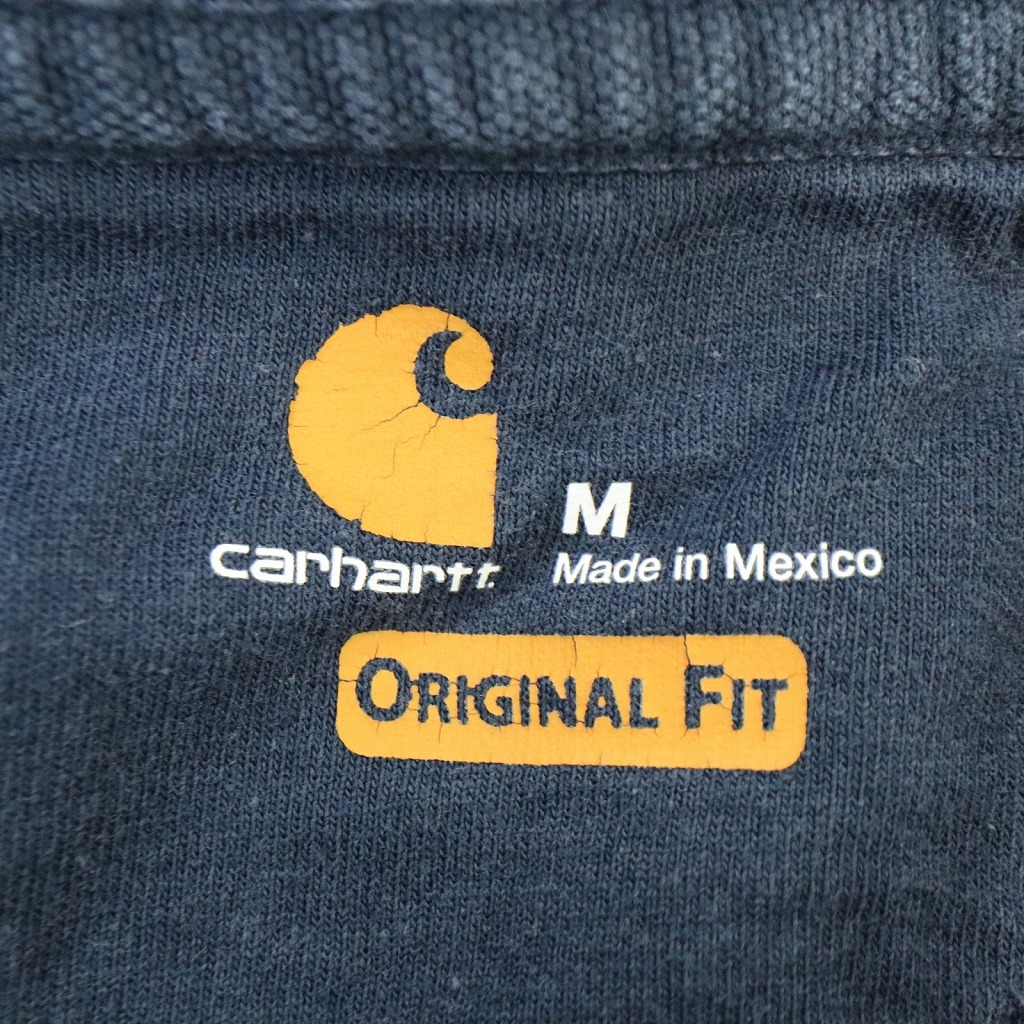 M
carhartt.
Made in Mexico
ORIGINAL FIT